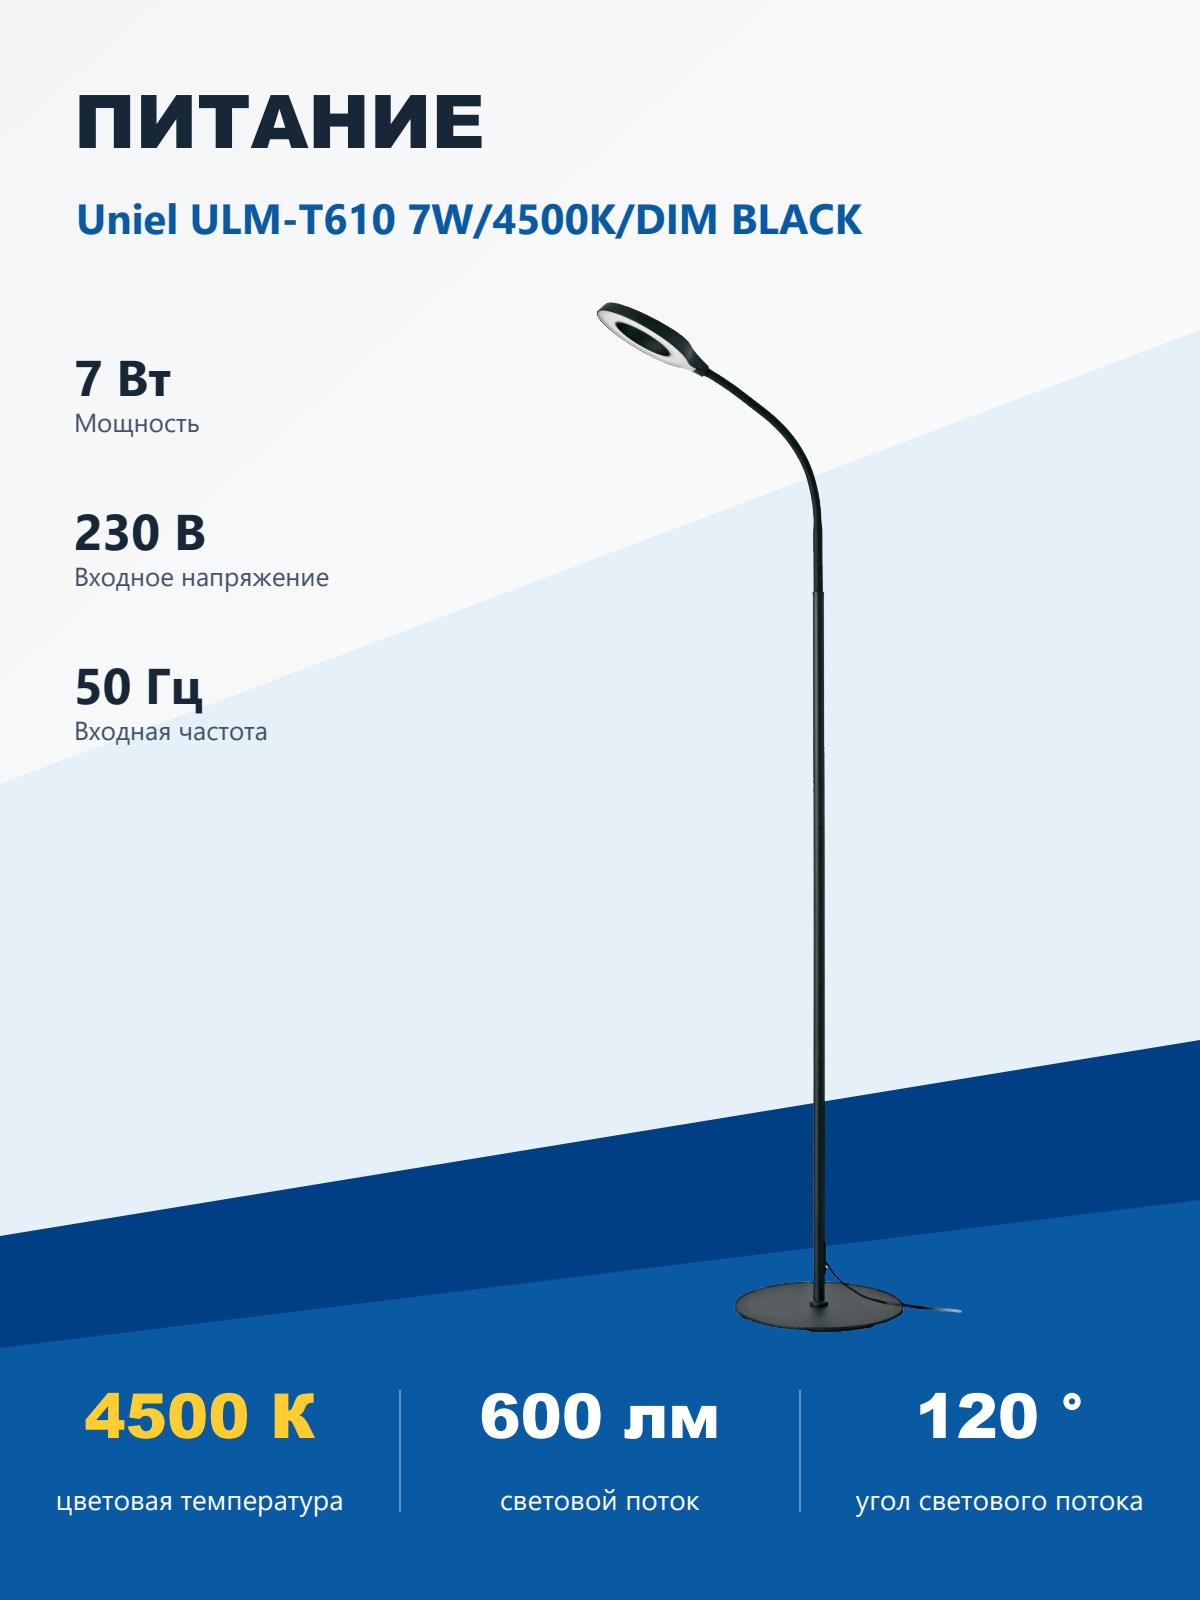 ПИТАНИЕ
Uniel ULM-T610 7W/4500K/DIM BLACK
7 Вт
Мощность
230 В
Входное напряжение
50 Гц
Входная частота
4500 К
цветовая температура
600 лм
световой поток
120 °
угол светового потока